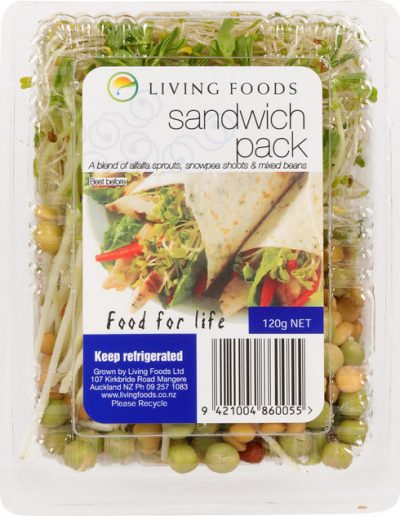 LIVING FOODS
sandwich
pack
A blend of alfalfa sprouts, snowpea shoots & mixed beans
Best before
Food for life
120g NET
Keep refrigerated
Grown by Living Foods Ltd
107 Kirkbride Road Mangere
Auckland NZ Ph 09 257 1083
www.livingfoods.co.nz
Please Recycle
9 421004 860055 >